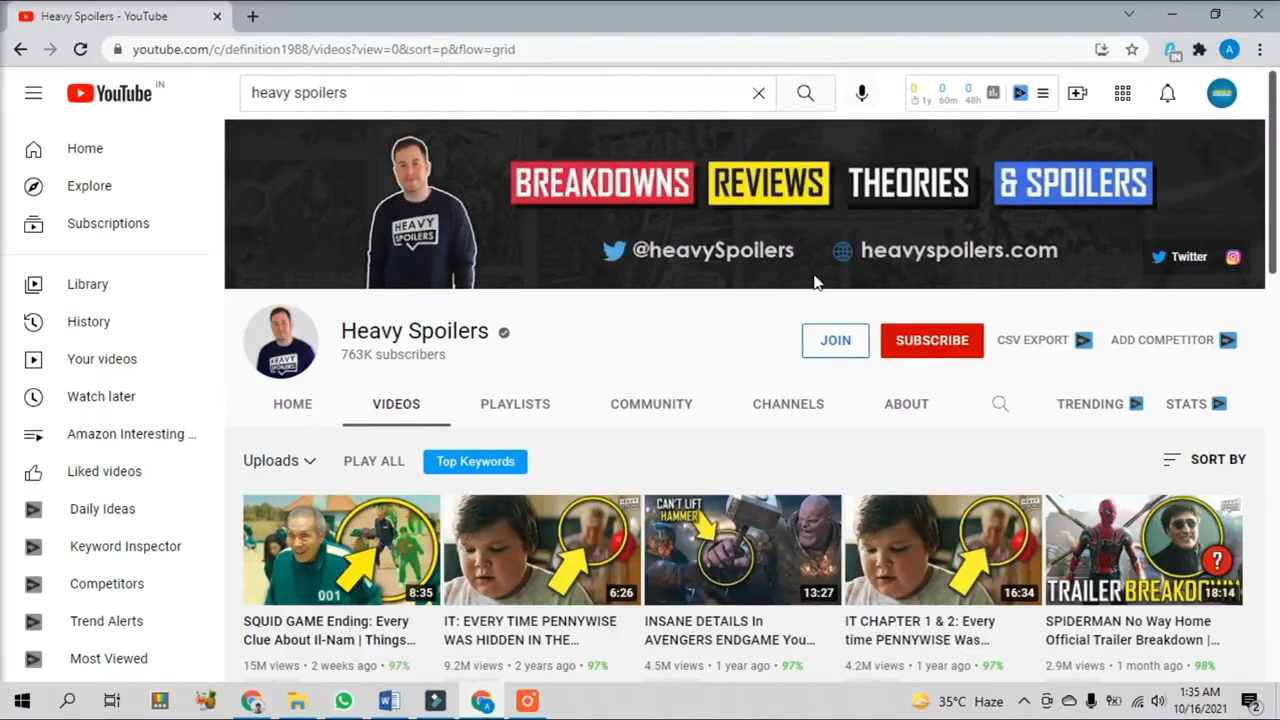 Heavy Spoilers - YouTube
youtube.com/c/definition1988/videos?view=0&sort=p&flow=grid
A
IN
YouTube IN
heavy spoilers
0 0 0
1y 60m 48h
Home
Explore
Subscriptions
Library
History
Your videos
Watch later
Amazon Interesting ...
Liked videos
Daily Ideas
Keyword Inspector
Competitors
Trend Alerts
Most Viewed
HEAVY
SPOILERS
BREAKDOWNS REVIEWS THEORIES & SPOILERS
@heavySpoilers heavyspoilers.com
Twitter
HEAVY
SPOILERS
Heavy Spoilers
763K subscribers
JOIN SUBSCRIBE CSV EXPORT ADD COMPETITOR
HOME VIDEOS PLAYLISTS COMMUNITY CHANNELS ABOUT TRENDING STATS
Uploads PLAY ALL Top Keywords SORT BY
001
8:35
6:26
CAN'T LIFT
HAMMER
13:27
16:34
?
TRAILER BREAKDOWN
18:14
SQUID GAME Ending: Every
Clue About Il-Nam | Things...
15M views • 2 weeks ago • 97%
IT: EVERY TIME PENNYWISE
WAS HIDDEN IN THE...
9.2M views • 2 years ago • 97%
INSANE DETAILS In
AVENGERS ENDGAME You...
4.5M views • 1 year ago • 97%
IT CHAPTER 1 & 2: Every
time PENNYWISE Was...
4.2M views • 1 year ago • 97%
SPIDERMAN No Way Home
Official Trailer Breakdown |...
2.9M views • 1 month ago • 98%
35°C Haze
1:35 AM
10/16/2021
2